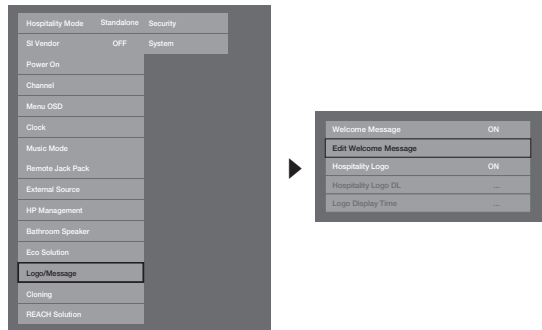 Hospitality Mode Standalone Security
SI Vendor OFF System
Power On
Channel
Menu OSD
Clock
Music Mode
Remote Jack Pack
External Source
HP Management
Bathroom Speaker
Eco Solution
Logo/Message
Cloning
REACH Solution
Welcome Message ON
Edit Welcome Message
Hospitality Logo ON
Hospitality Logo DL ...
Logo Display Time ...